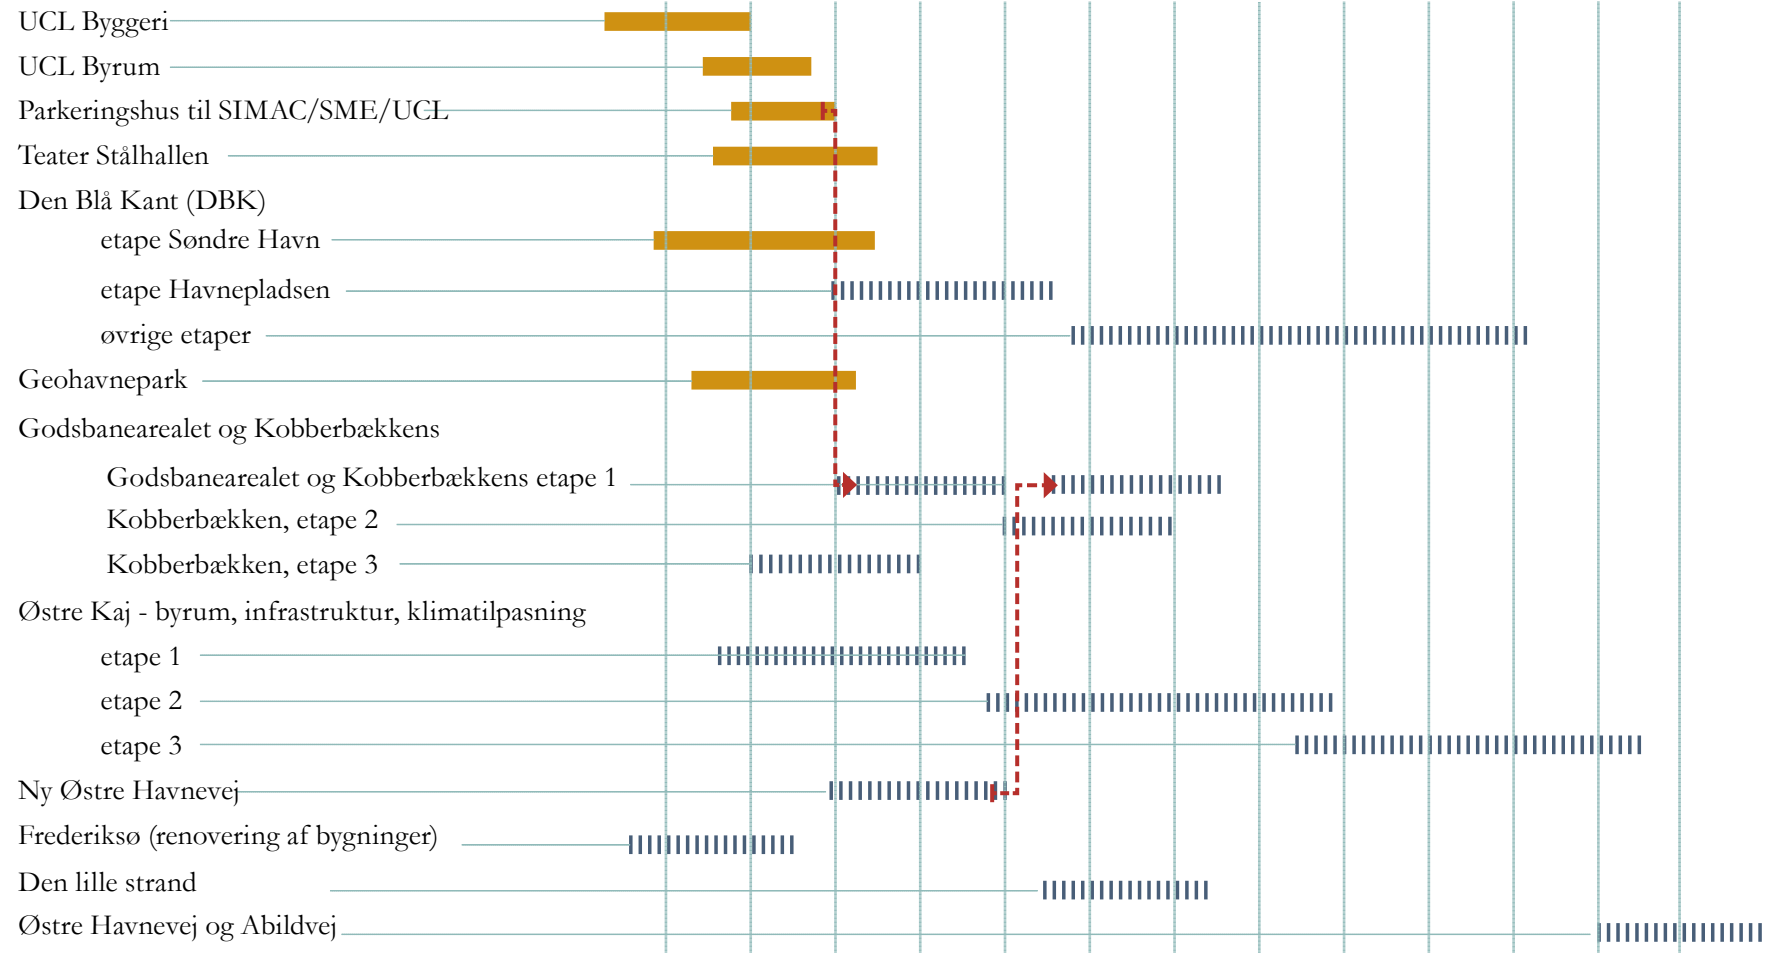 UCL Byggeri
UCL Byrum
Parkeringshus til SIMAC/SME/UCL
Teater Stålhallen
Den Blå Kant (DBK)
etape Søndre Havn
etape Havnepladsen
øvrige etaper
Geohavnepark
Godsbanearealet og Kobberbækkens
Godsbanearealet og Kobberbækkens etape 1
Kobberbækken, etape 2
Kobberbækken, etape 3
Østre Kaj - byrum, infrastruktur, klimatilpasning
etape 1
etape 2
etape 3
Ny Østre Havnevej
Frederiksø (renovering af bygninger)
Den lille strand
Østre Havnevej og Abildvej